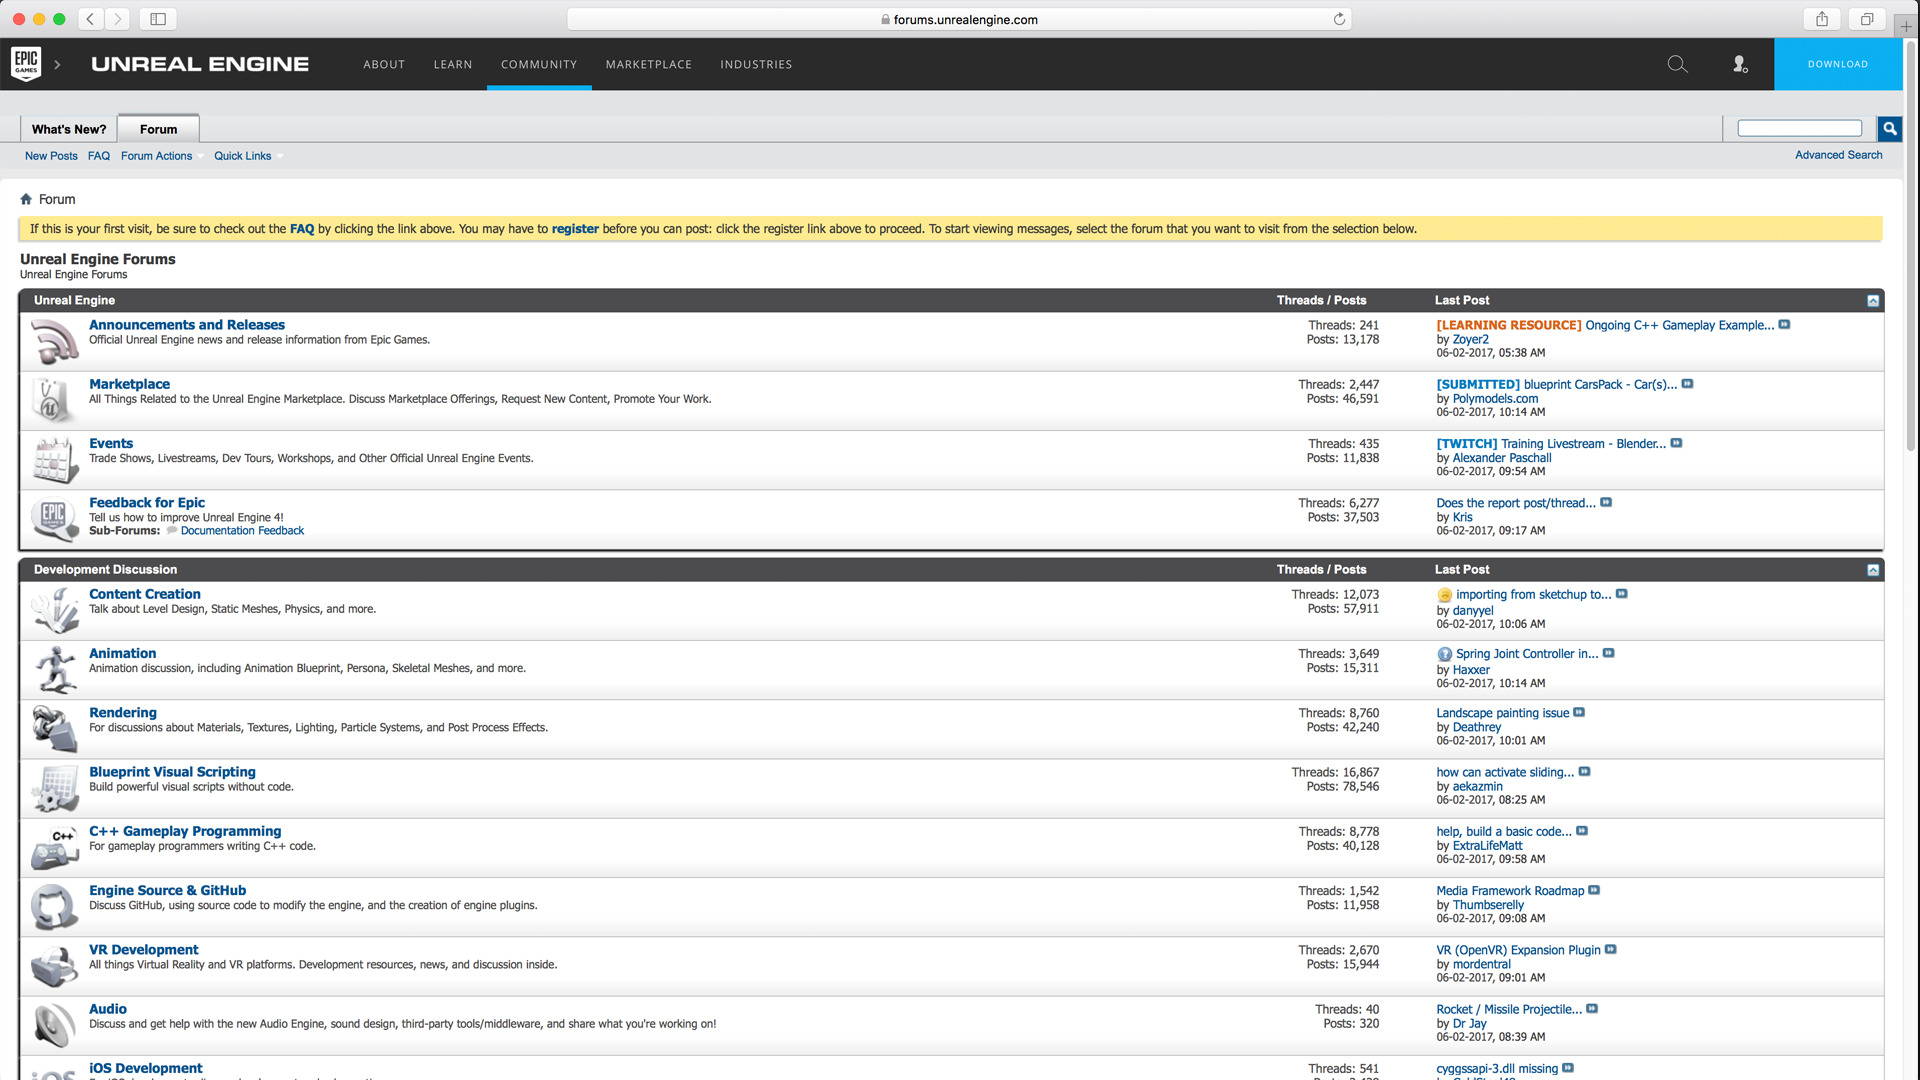 forums.unrealengine.com
EPIC GAMES
UNREAL ENGINE
ABOUT LEARN COMMUNITY MARKETPLACE INDUSTRIES
DOWNLOAD
What's New? Forum
New Posts FAQ Forum Actions Quick Links
Advanced Search
Forum
If this is your first visit, be sure to check out the FAQ by clicking the link above. You may have to register before you can post: click the register link above to proceed. To start viewing messages, select the forum that you want to visit from the selection below.
Unreal Engine Forums
Unreal Engine Forums
Unreal Engine Threads / Posts Last Post
Announcements and Releases
Official Unreal Engine news and release information from Epic Games.
Threads: 241
Posts: 13,178
[LEARNING RESOURCE] Ongoing C++ Gameplay Example...
by Zoyer2
06-02-2017, 05:38 AM
Marketplace
All Things Related to the Unreal Engine Marketplace. Discuss Marketplace Offerings, Request New Content, Promote Your Work.
Threads: 2,447
Posts: 46,591
[SUBMITTED] blueprint CarsPack - Car(s)...
by Polymodels.com
06-02-2017, 10:14 AM
Events
Trade Shows, Livestreams, Dev Tours, Workshops, and Other Official Unreal Engine Events.
Threads: 435
Posts: 11,838
[TWITCH] Training Livestream - Blender...
by Alexander Paschall
06-02-2017, 09:54 AM
EPIC GAMES
Feedback for Epic
Tell us how to improve Unreal Engine 4!
Sub-Forums: Documentation Feedback
Threads: 6,277
Posts: 37,503
Does the report post/thread...
by Kris
06-02-2017, 09:17 AM
Development Discussion Threads / Posts Last Post
Content Creation
Talk about Level Design, Static Meshes, Physics, and more.
Threads: 12,073
Posts: 57,911
importing from sketchup to...
by danyyel
06-02-2017, 10:06 AM
Animation
Animation discussion, including Animation Blueprint, Persona, Skeletal Meshes, and more.
Threads: 3,649
Posts: 15,311
Spring Joint Controller in...
by Haxxer
06-02-2017, 10:14 AM
Rendering
For discussions about Materials, Textures, Lighting, Particle Systems, and Post Process Effects.
Threads: 8,760
Posts: 42,240
Landscape painting issue
by Deathrey
06-02-2017, 10:01 AM
Blueprint Visual Scripting
Build powerful visual scripts without code.
Threads: 16,867
Posts: 78,546
how can activate sliding...
by aekazmin
06-02-2017, 08:25 AM
C++
C++ Gameplay Programming
For gameplay programmers writing C++ code.
Threads: 8,778
Posts: 40,128
help, build a basic code...
by ExtraLifeMatt
06-02-2017, 09:58 AM
Engine Source & GitHub
Discuss GitHub, using source code to modify the engine, and the creation of engine plugins.
Threads: 1,542
Posts: 11,958
Media Framework Roadmap
by Thumbserelly
06-02-2017, 09:08 AM
VR Development
All things Virtual Reality and VR platforms. Development resources, news, and discussion inside.
Threads: 2,670
Posts: 15,944
VR (OpenVR) Expansion Plugin
by mordentral
06-02-2017, 09:01 AM
Audio
Discuss and get help with the new Audio Engine, sound design, third-party tools/middleware, and share what you're working on!
Threads: 40
Posts: 320
Rocket / Missile Projectile...
by Dr Jay
06-02-2017, 08:39 AM
iOS
iOS Development
Threads: 541
cyggssapi-3.dll missing